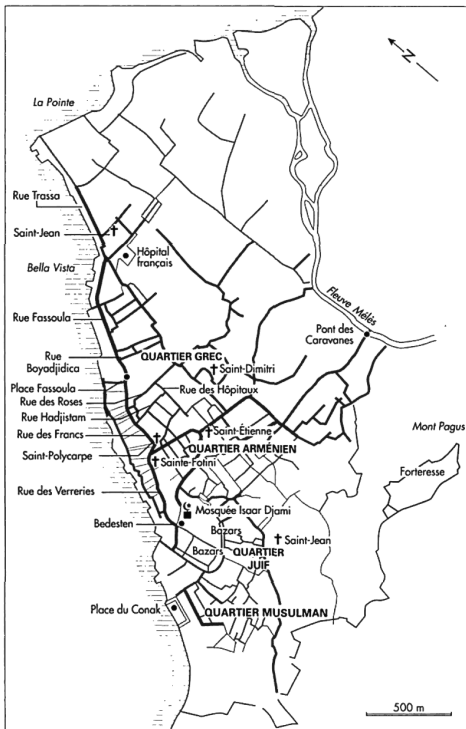 N
La Pointe
Rue Trassa
Saint-Jean
Hôpital
français
Bella Vista
Rue Fassoula
Fleuve Mélès
Pont des
Caravanes
Rue
Boyadjidica
QUARTIER GREC
Saint-Dimitri
Place Fassoula
Rue des Hôpitaux
Rue des Roses
Rue Hadjistam
Rue des Francs
Saint-Étienne
Mont Pagus
QUARTIER ARMÉNIEN
Saint-Polycarpe
Sainte-Fotini
Forteresse
Rue des Verreries
Mosquée Isaar Djami
Bedesten
Bazars
Saint-Jean
Bazars
QUARTIER
JUIF
Place du Conak
QUARTIER MUSULMAN
500 m